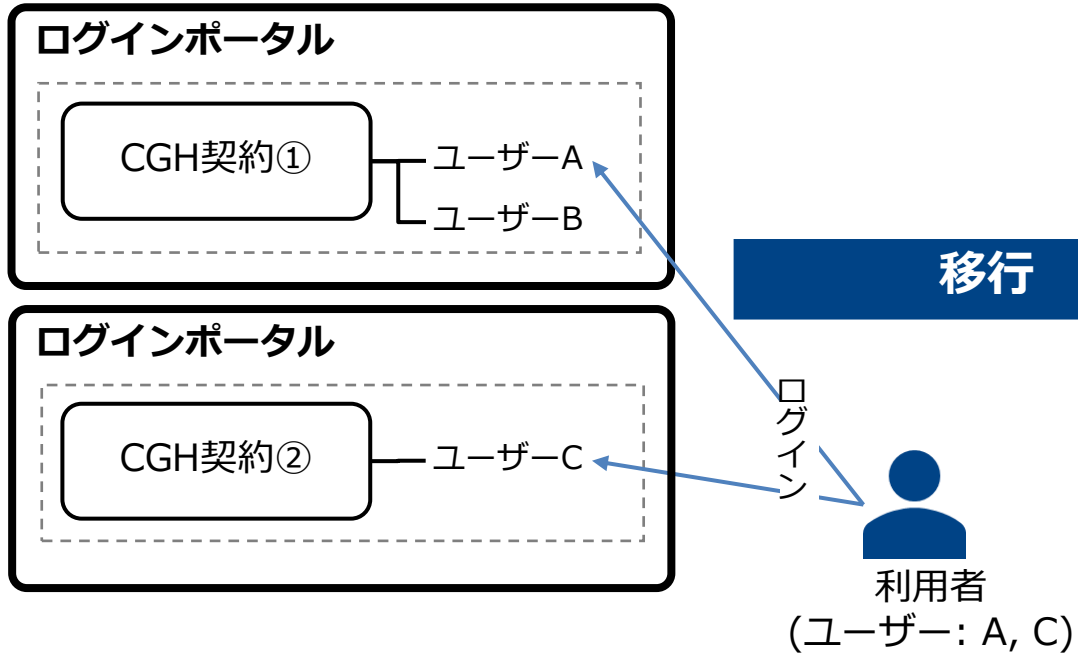 ログインポータル
CGH契約①
ユーザーA
ユーザーB
移行
ログインポータル
CGH契約②
ユーザーC
ログイン
利用者
(ユーザー: A, C)